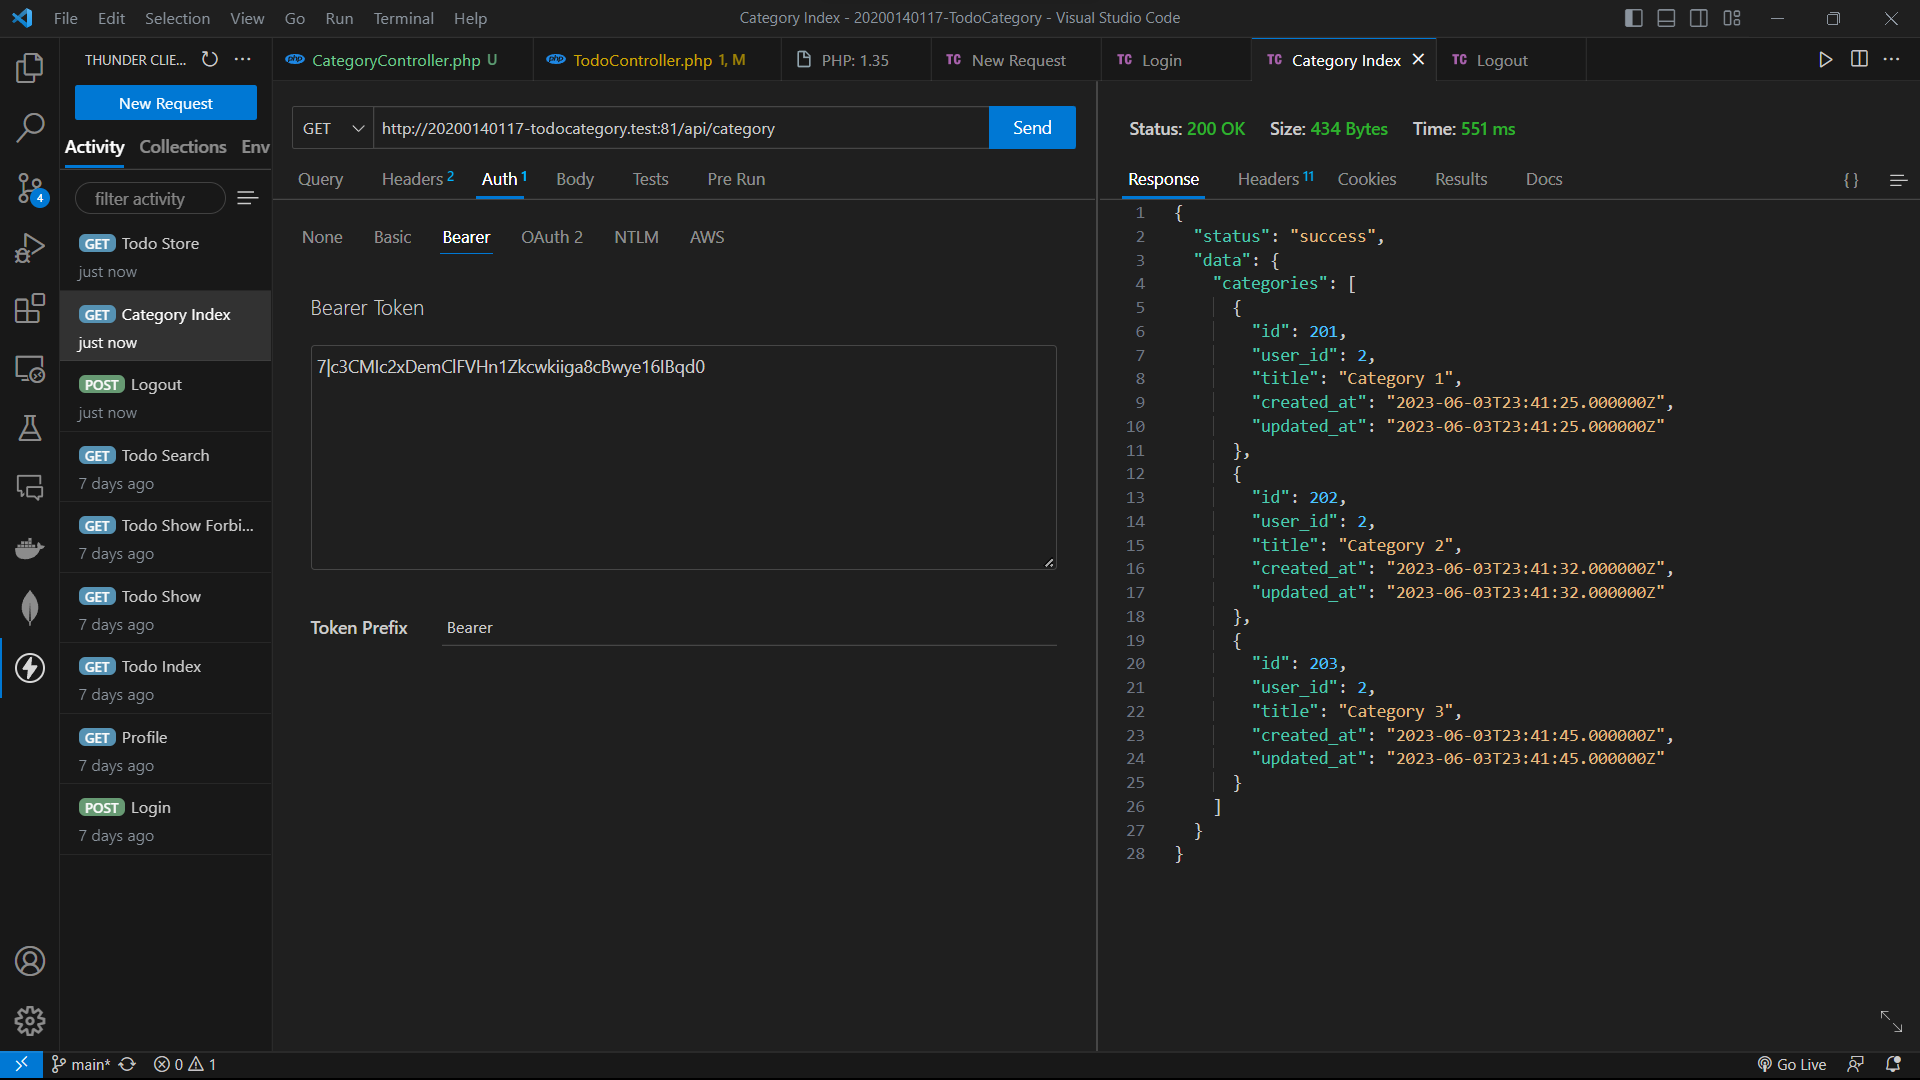 File Edit Selection View Go Run Terminal Help
Category Index - 20200140117-TodoCategory - Visual Studio Code
THUNDER CLIE...
CategoryController.php U
TodoController.php 1, M
PHP: 1.35
TC New Request
TC Login
TC Category Index
TC Logout
New Request
Activity Collections Env
filter activity
GET Todo Store
just now
GET Category Index
just now
POST Logout
just now
GET Todo Search
7 days ago
GET Todo Show Forbi...
7 days ago
GET Todo Show
7 days ago
GET Todo Index
7 days ago
GET Profile
7 days ago
POST Login
7 days ago
4
GET http://20200140117-todocategory.test:81/api/category Send
Query Headers 2 Auth 1 Body Tests Pre Run
None Basic Bearer OAuth 2 NTLM AWS
Bearer Token
Token Prefix Bearer
Status: 200 OK Size: 434 Bytes Time: 551 ms
Response Headers 11 Cookies Results Docs {}
1 {
2 "status": "success",
3 "data": {
4 "categories": [
5 {
6 "id": 201,
7 "user_id": 2,
8 "title": "Category 1",
9 "created_at": "2023-06-03T23:41:25.000000Z",
10 "updated_at": "2023-06-03T23:41:25.000000Z"
11 },
12 {
13 "id": 202,
14 "user_id": 2,
15 "title": "Category 2",
16 "created_at": "2023-06-03T23:41:32.000000Z",
17 "updated_at": "2023-06-03T23:41:32.000000Z"
18 },
19 {
20 "id": 203,
21 "user_id": 2,
22 "title": "Category 3",
23 "created_at": "2023-06-03T23:41:45.000000Z",
24 "updated_at": "2023-06-03T23:41:45.000000Z"
25 }
26 ]
27 }
28 }
main* 0 1
Go Live